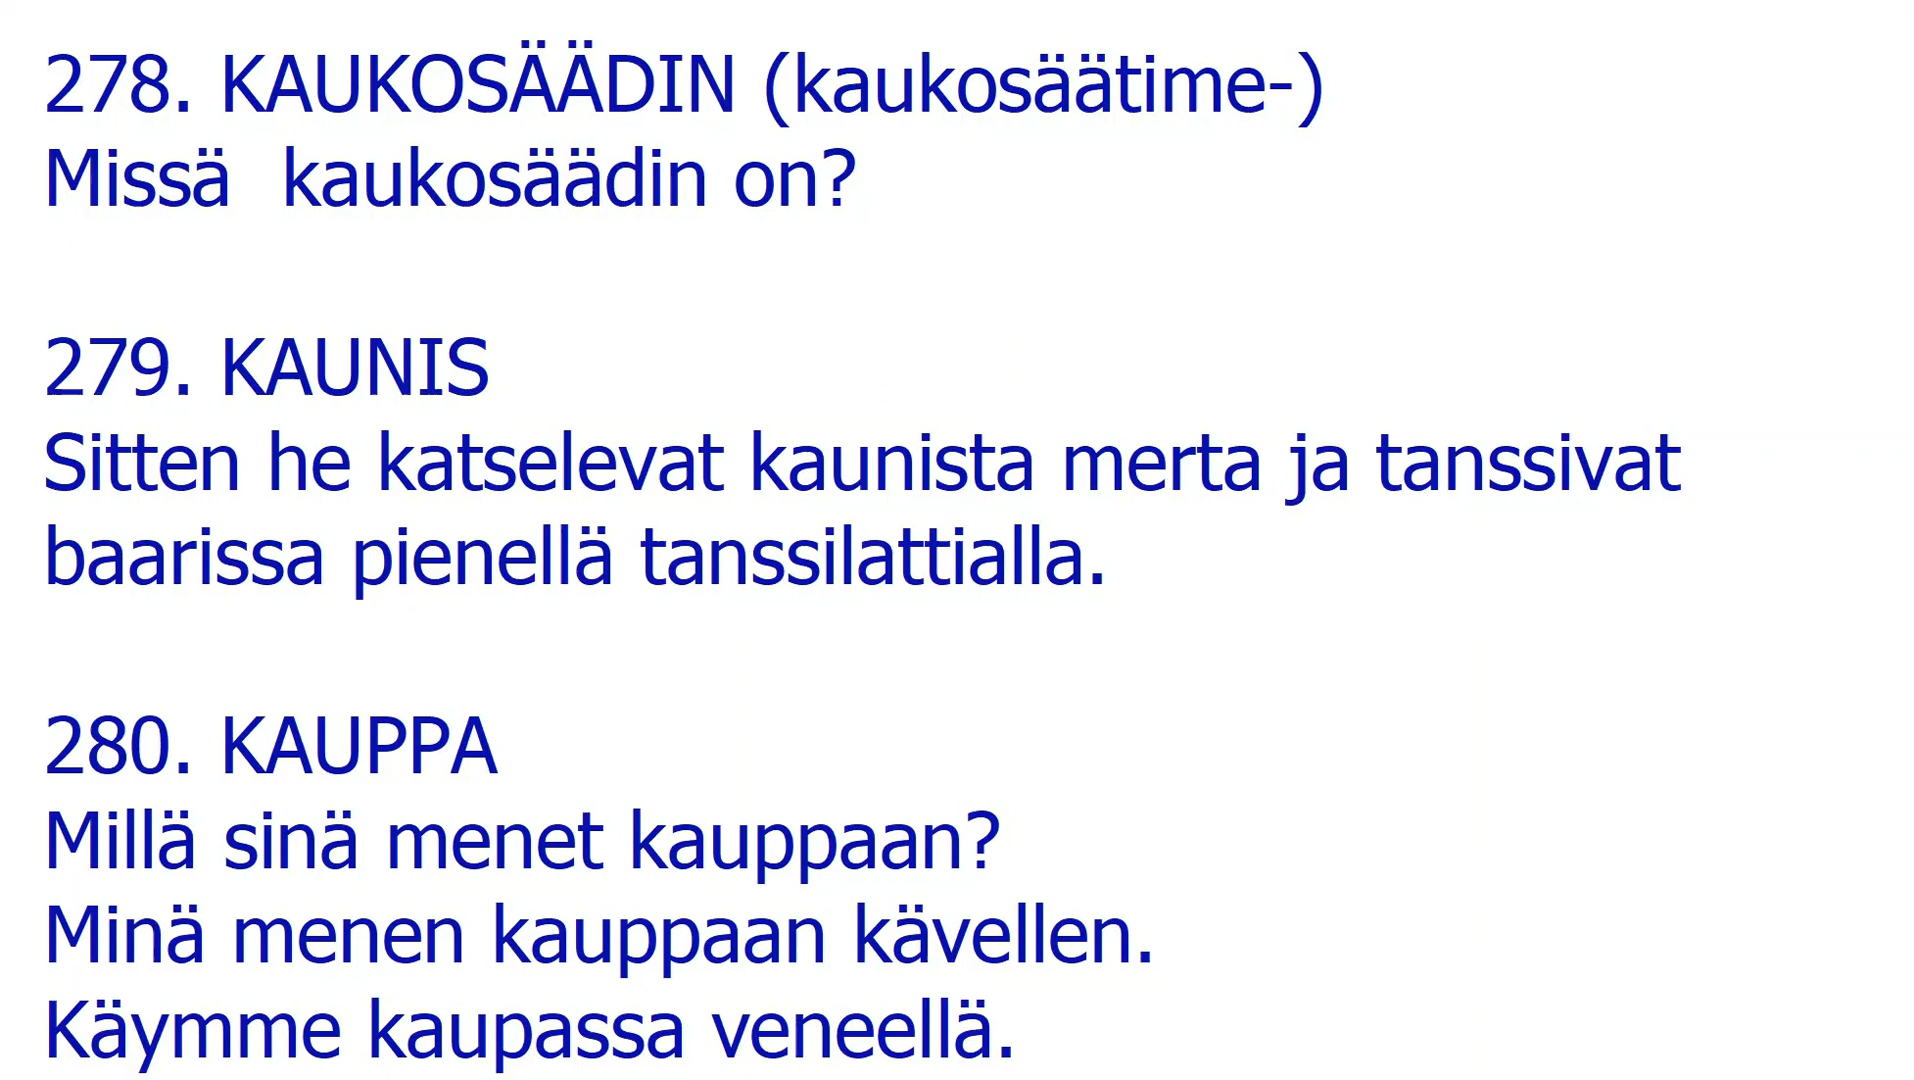 278. KAUKOSÄÄDIN (kaukosäätime-)
Missä  kaukosäädin on?
279. KAUNIS
Sitten he katselevat kaunista merta ja tanssivat
baarissa pienellä tanssilattialla.
280. KAUPPA
Millä sinä menet kauppaan?
Minä menen kauppaan kävellen.
Käymme kaupassa veneellä.